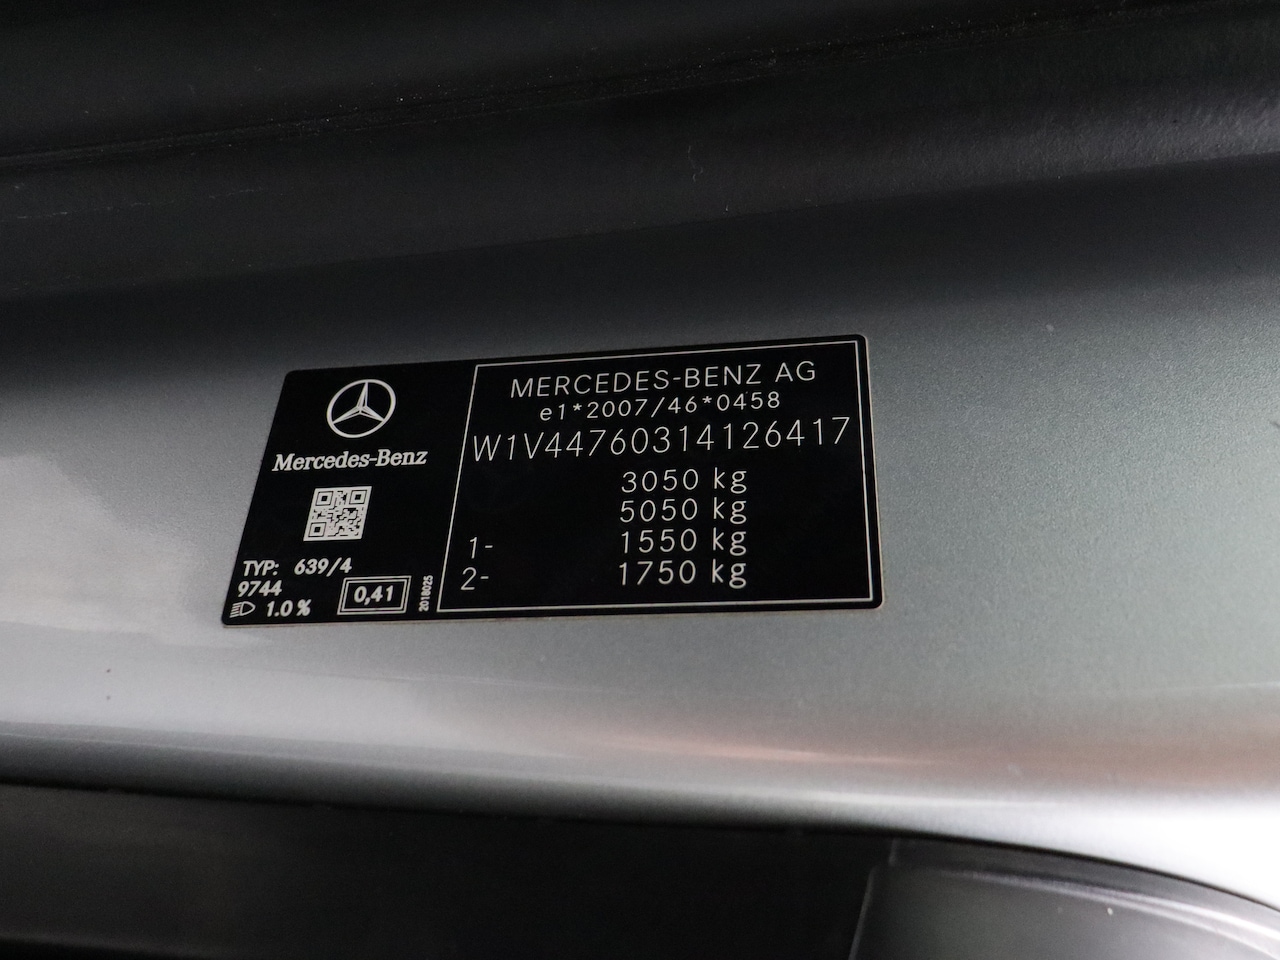 Mercedes-Benz
TYP: 639/4
9744
1.0 %
0,41
2018025
MERCEDES-BENZ AG
e1*2007/46*0458
W1V44760314126417
3050 kg
5050 kg
1- 1550 kg
2- 1750 kg